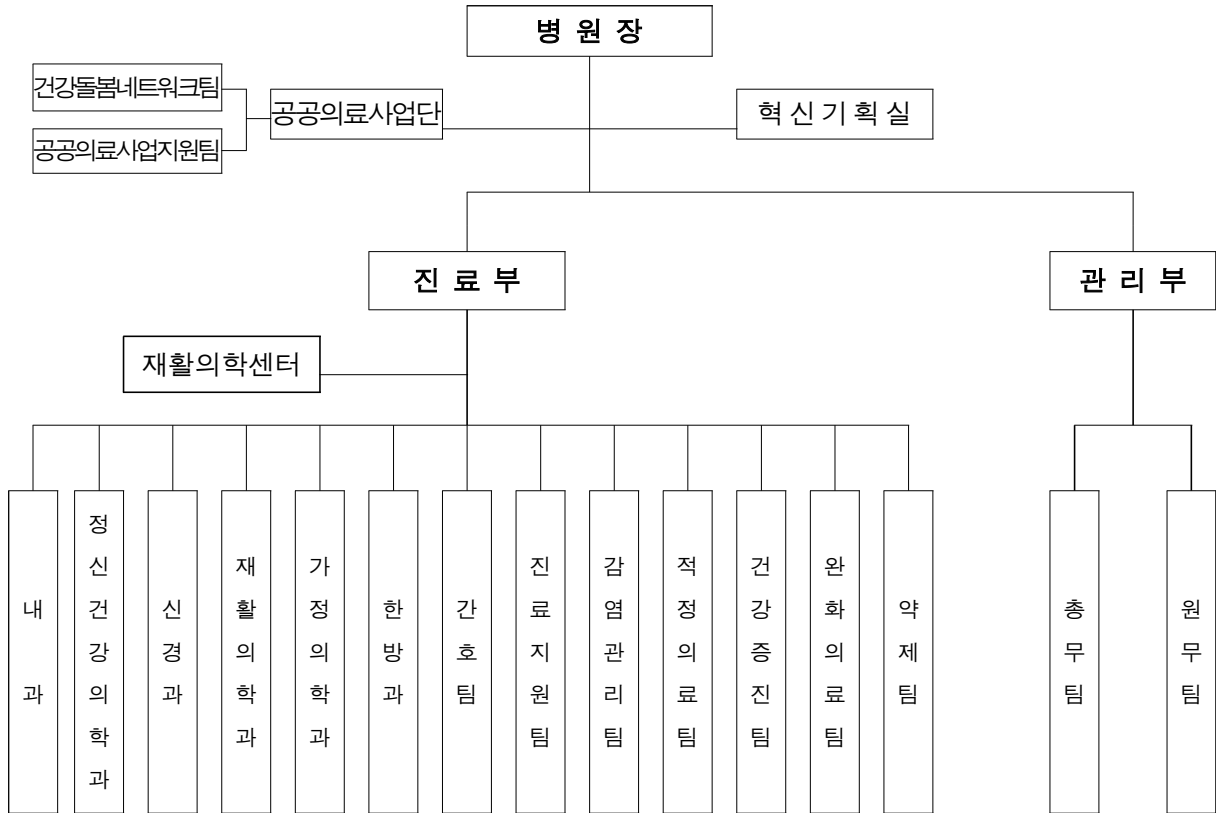 병 원 장
건강돌봄네트워크팀
공공의료사업단
혁 신 기 획 실
공공의료사업지원팀
진 료 부
관 리 부
재활의학센터
내과
정신건강의학과
신경과
재활의학과
가정의학과
한방과
간호팀
진료지원팀
감염관리팀
적정의료팀
건강증진팀
완화의료팀
약제팀
총무팀
원무팀